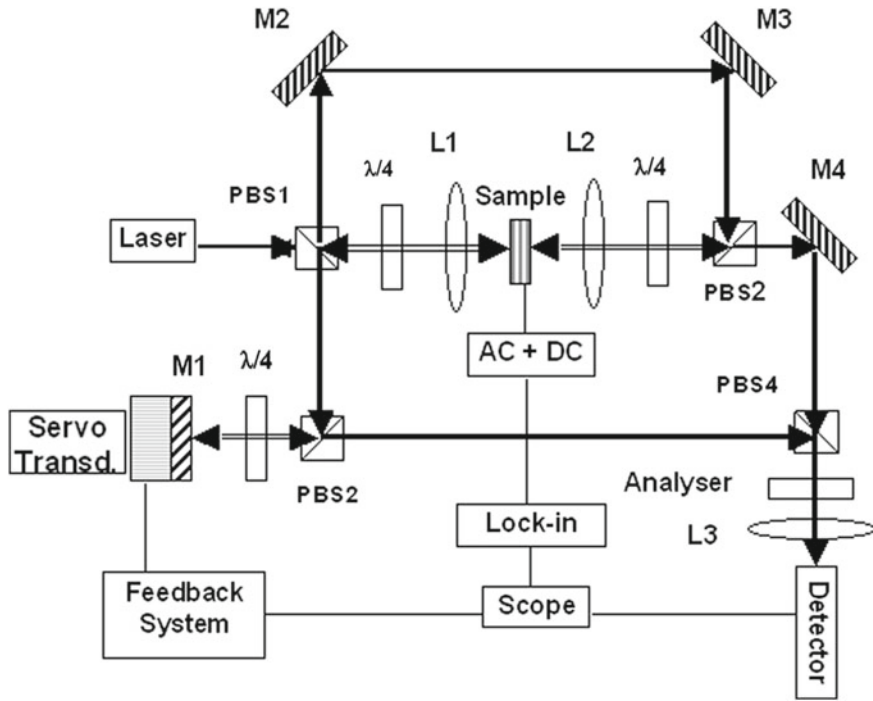 M2
M3
L1
L2
λ/4
λ/4
M4
Sample
PBS1
Laser
PBS2
AC + DC
M1
λ/4
PBS4
Servo
Transd.
PBS2
Analyser
Lock-in
L3
Feedback
System
Scope
Detector